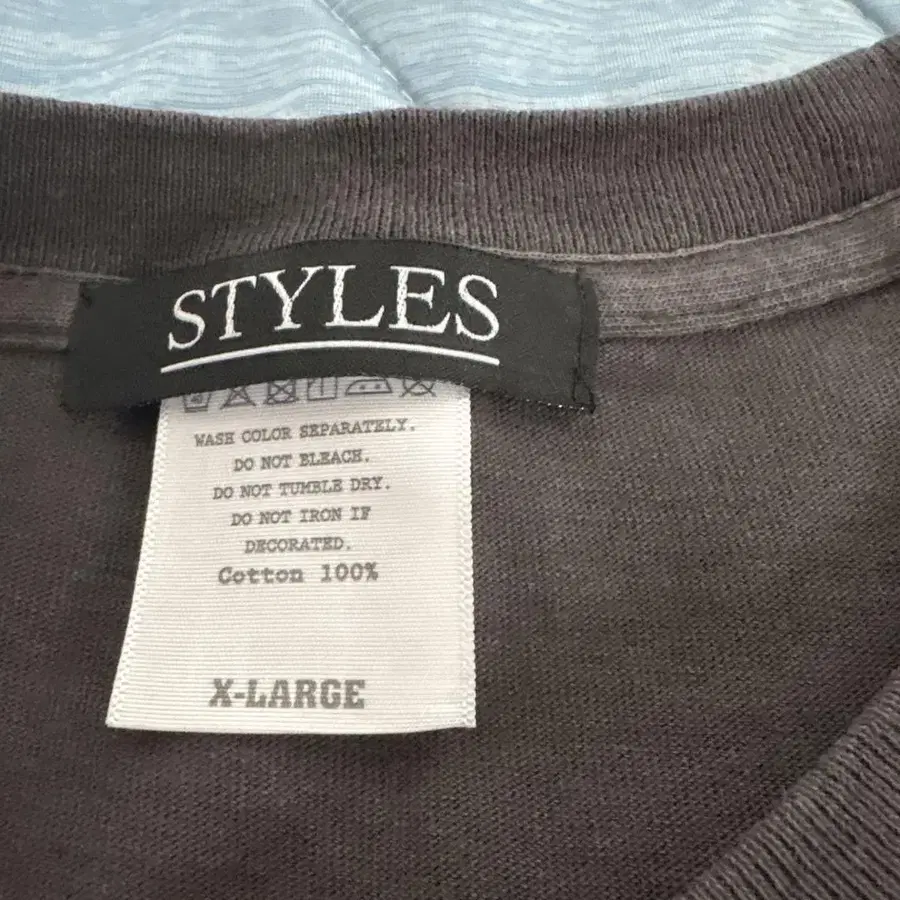 STYLES
WASH COLOR SEPARATELY.
DO NOT BLEACH.
DO NOT TUMBLE DRY.
DO NOT IRON IF
DECORATED.
Cotton 100%
X-LARGE